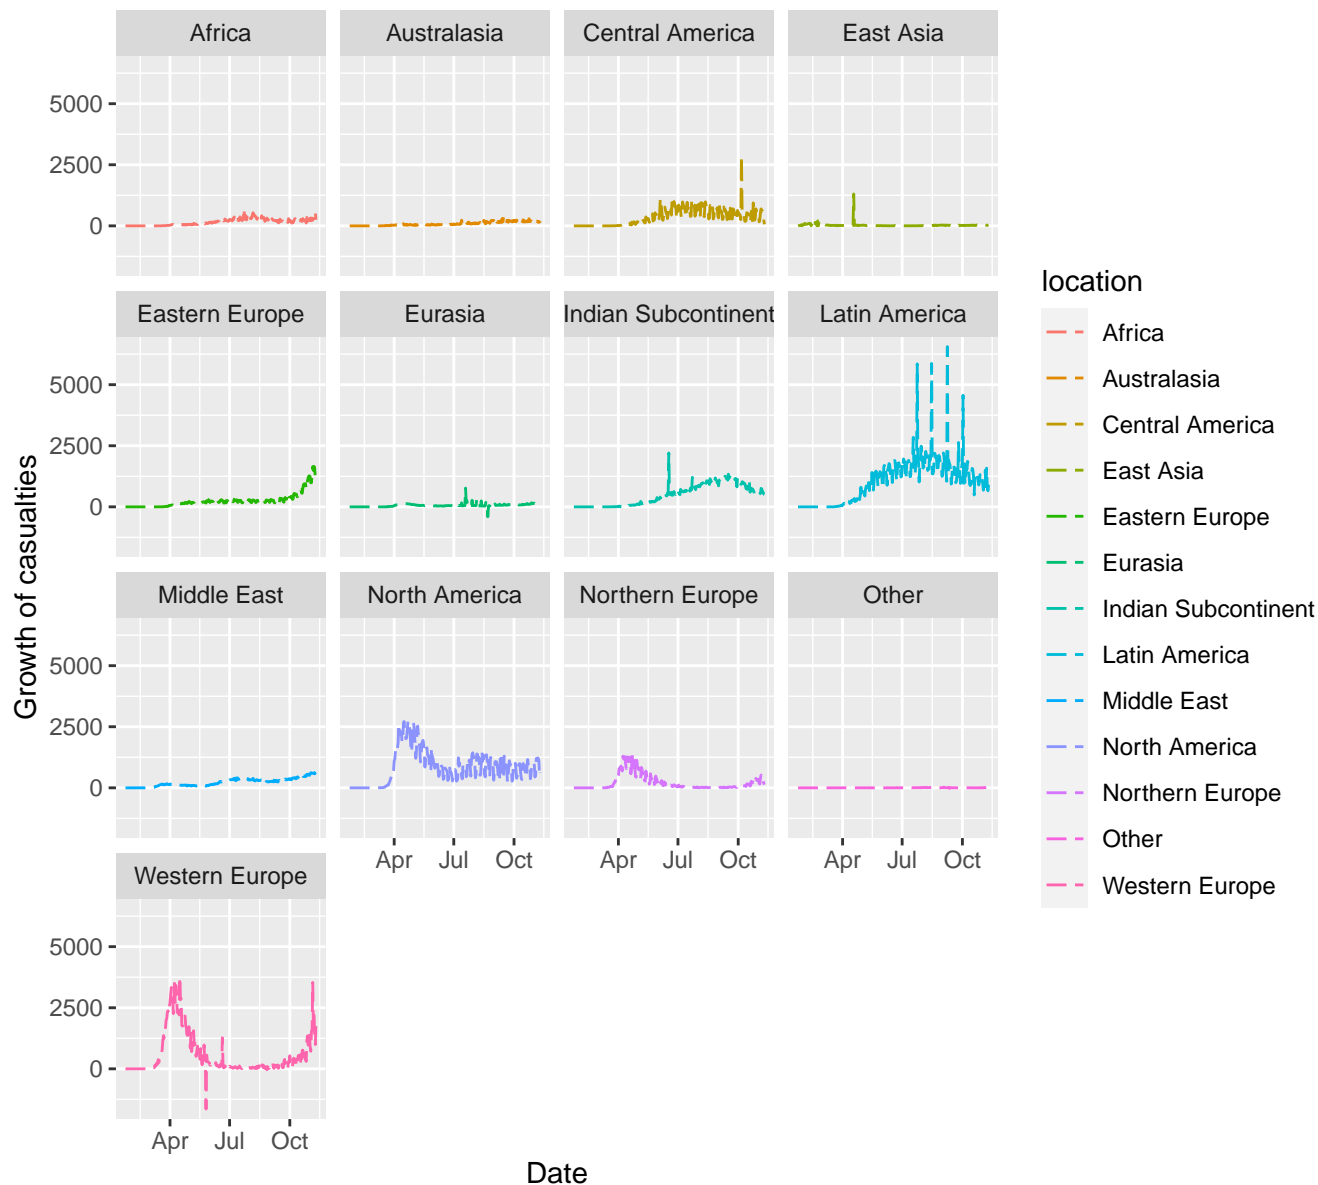 Africa
Australasia
Central America
East Asia
5000
2500
0
Eastern Europe
Eurasia
Indian Subcontinent
Latin America
5000
2500
0
Middle East
North America
Northern Europe
Other
5000
2500
0
Apr Jul Oct
Apr Jul Oct
Apr Jul Oct
Western Europe
5000
2500
0
Apr Jul Oct
Growth of casualties
Date
location
Africa
Australasia
Central America
East Asia
Eastern Europe
Eurasia
Indian Subcontinent
Latin America
Middle East
North America
Northern Europe
Other
Western Europe